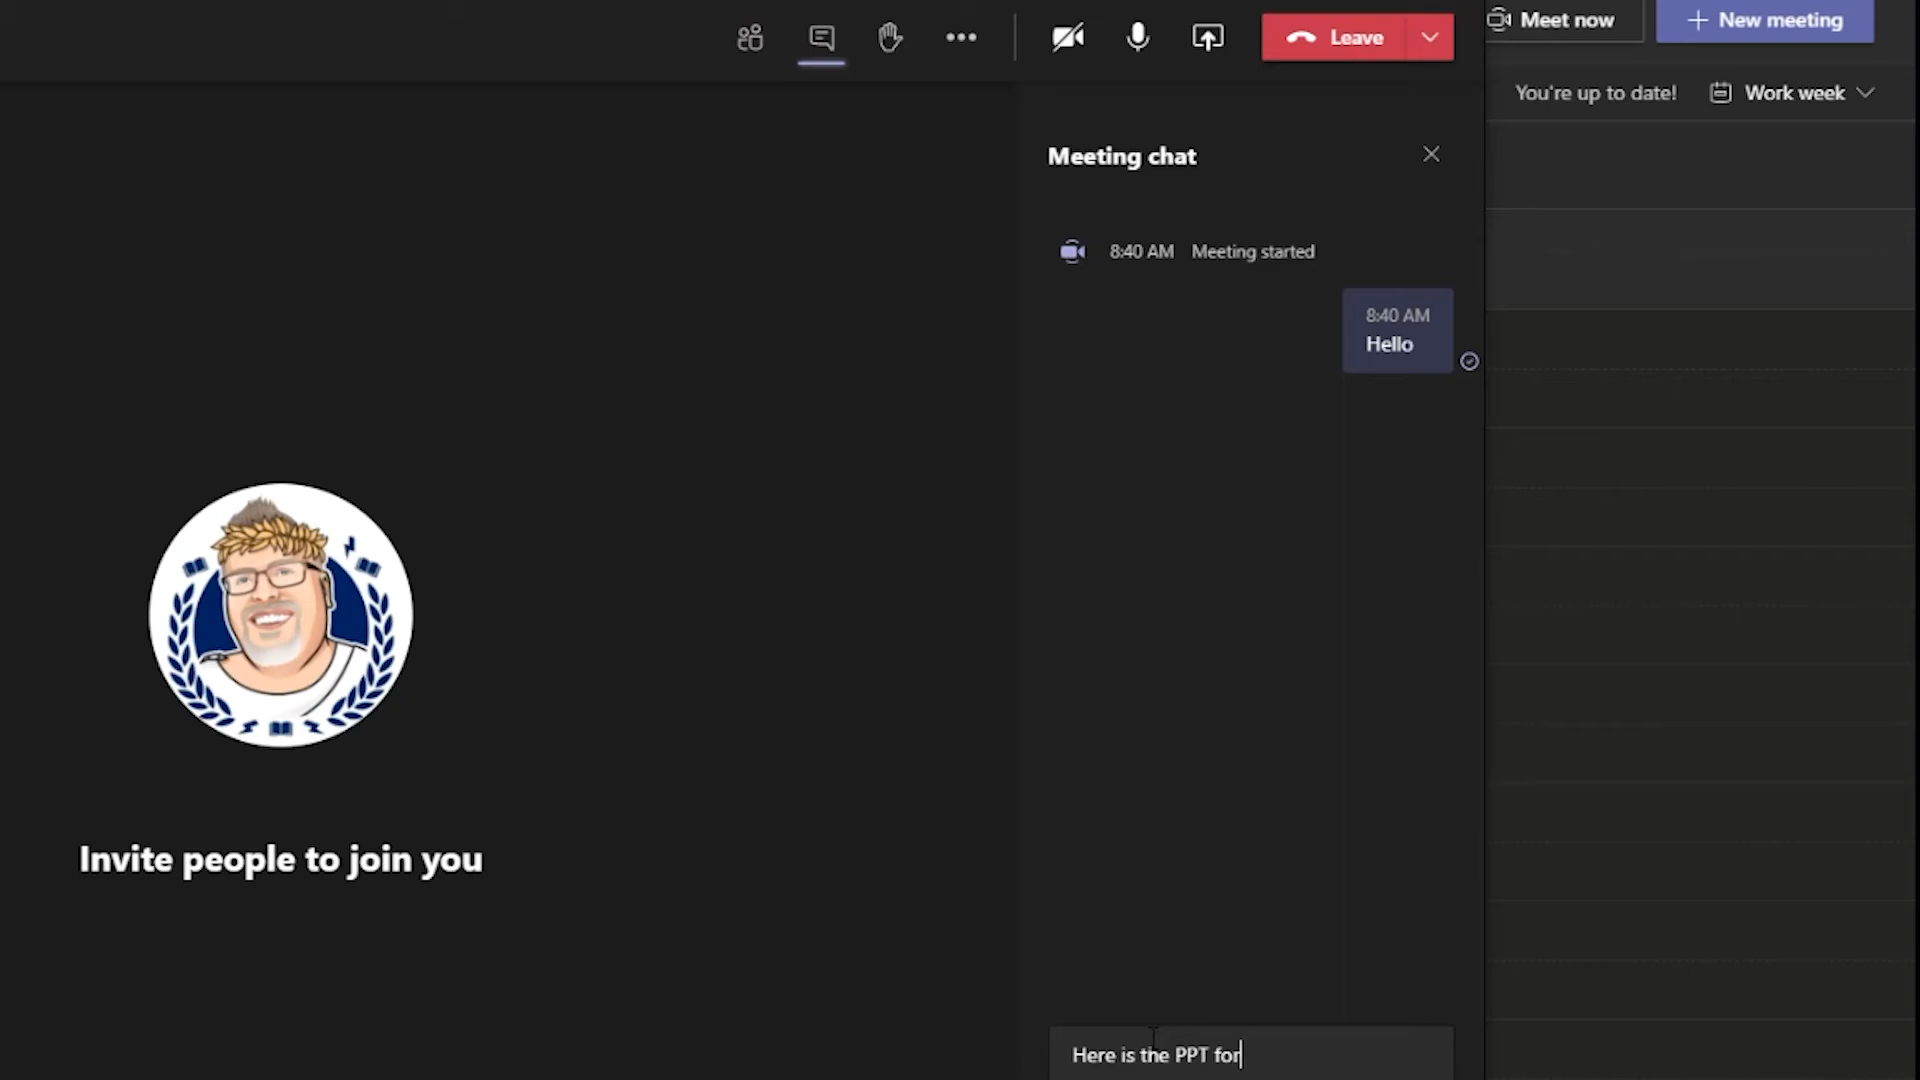 Leave
Meet now
New meeting
You're up to date!
Work week
Meeting chat
8:40 AM Meeting started
8:40 AM
Hello
Invite people to join you
Here is the PPT for